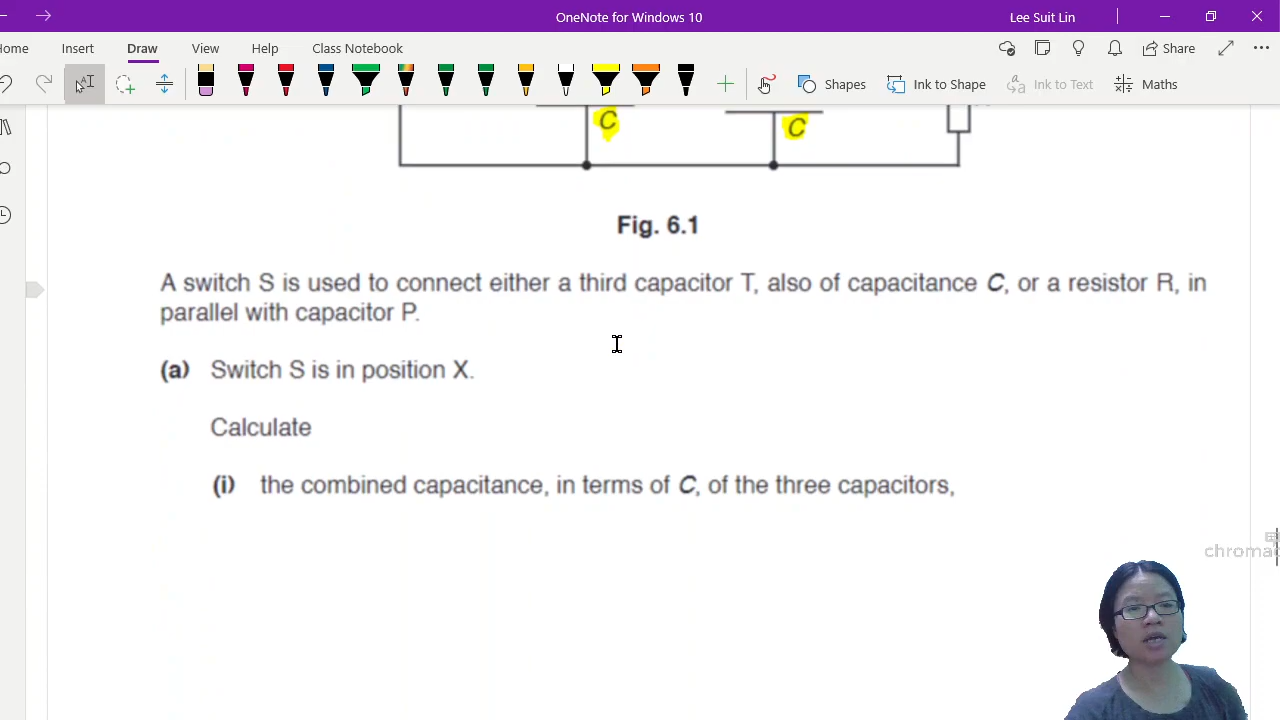 OneNote for Windows 10
Lee Suit Lin
Insert
Draw
View
Help
Class Notebook
Share
Shapes
Ink to Shape
Ink to Text
Maths
C
C
Fig. 6.1
A switch S is used to connect either a third capacitor T, also of capacitance C, or a resistor R, in
parallel with capacitor P.
(a) Switch S is in position X.
Calculate
(i) the combined capacitance, in terms of C, of the three capacitors,